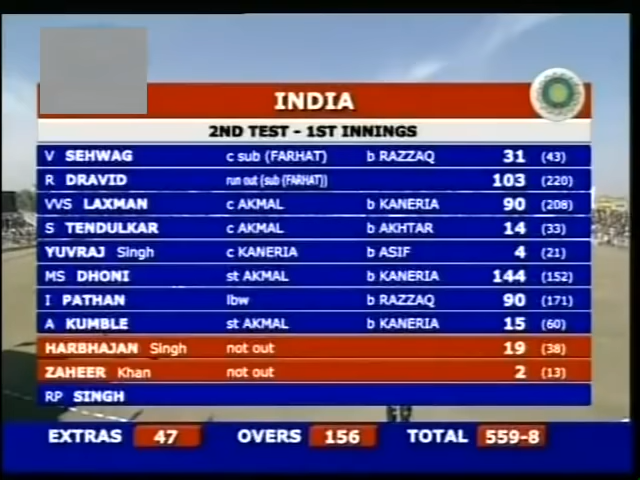 INDIA
2ND TEST - 1ST INNINGS
V SEHWAG c sub (FARHAT) b RAZZAQ 31 (43)
R DRAVID run out (sub (FARHAT)) 103 (220)
VVS LAXMAN c AKMAL b KANERIA 90 (208)
S TENDULKAR c AKMAL b AKHTAR 14 (33)
YUVRAJ Singh c KANERIA b ASIF 4 (21)
MS DHONI st AKMAL b KANERIA 144 (152)
I PATHAN lbw b RAZZAQ 90 (171)
A KUMBLE st AKMAL b KANERIA 15 (60)
HARBHAJAN Singh not out 19 (38)
ZAHEER Khan not out 2 (13)
RP SINGH
EXTRAS 47 OVERS 156 TOTAL 559-8